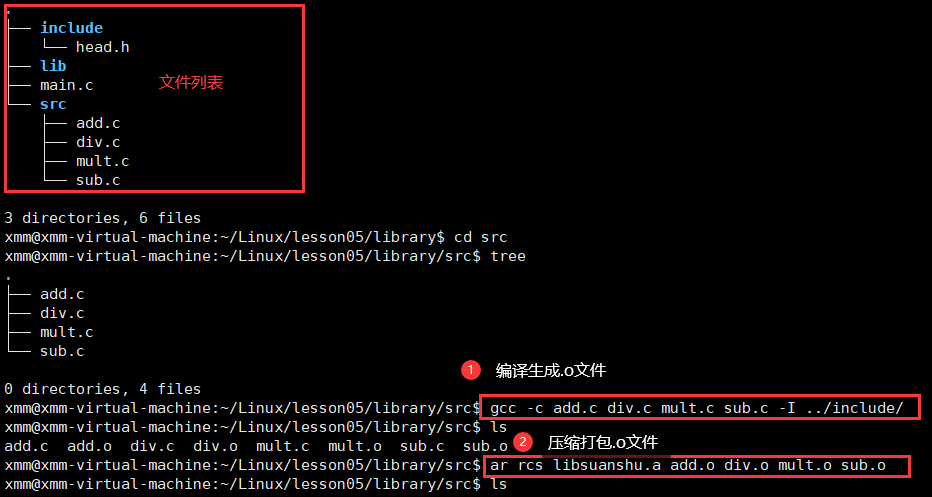 .
├── include
│   └── head.h
├── lib
├── main.c
└── src
    ├── add.c
    ├── div.c
    ├── mult.c
    └── sub.c
文件列表
3 directories, 6 files
xmm@xmm-virtual-machine:~/Linux/lesson05/library$ cd src
xmm@xmm-virtual-machine:~/Linux/lesson05/library/src$ tree
.
├── add.c
├── div.c
├── mult.c
└── sub.c
0 directories, 4 files
1 编译生成.o文件
xmm@xmm-virtual-machine:~/Linux/lesson05/library/src$ gcc -c add.c div.c mult.c sub.c -I ../include/
xmm@xmm-virtual-machine:~/Linux/lesson05/library/src$ ls
add.c  add.o  div.c  div.o  mult.c  mult.o  sub.c  sub.o
2 压缩打包.o文件
xmm@xmm-virtual-machine:~/Linux/lesson05/library/src$ ar rcs libsuanshu.a add.o div.o mult.o sub.o
xmm@xmm-virtual-machine:~/Linux/lesson05/library/src$ ls